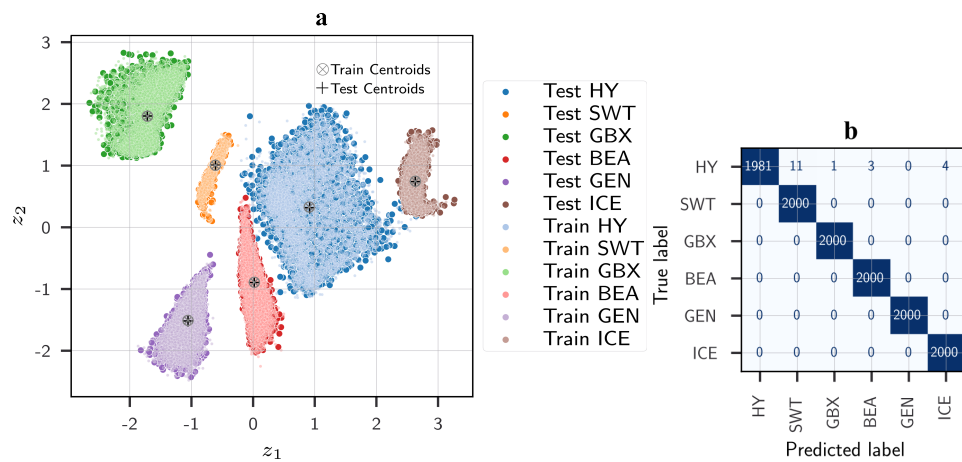 a
3
2
1
0
-1
-2
z2
-2
-1
0
1
2
3
z1
Train Centroids
Test Centroids
Test HY
Test SWT
Test GBX
Test BEA
Test GEN
Test ICE
Train HY
Train SWT
Train GBX
Train BEA
Train GEN
Train ICE
b
True label
HY 1981 11 1 3 0 4
SWT 0 2000 0 0 0 0
GBX 0 0 2000 0 0 0
BEA 0 0 0 2000 0 0
GEN 0 0 0 0 2000 0
ICE 0 0 0 0 0 2000
HY SWT GBX BEA GEN ICE
Predicted label